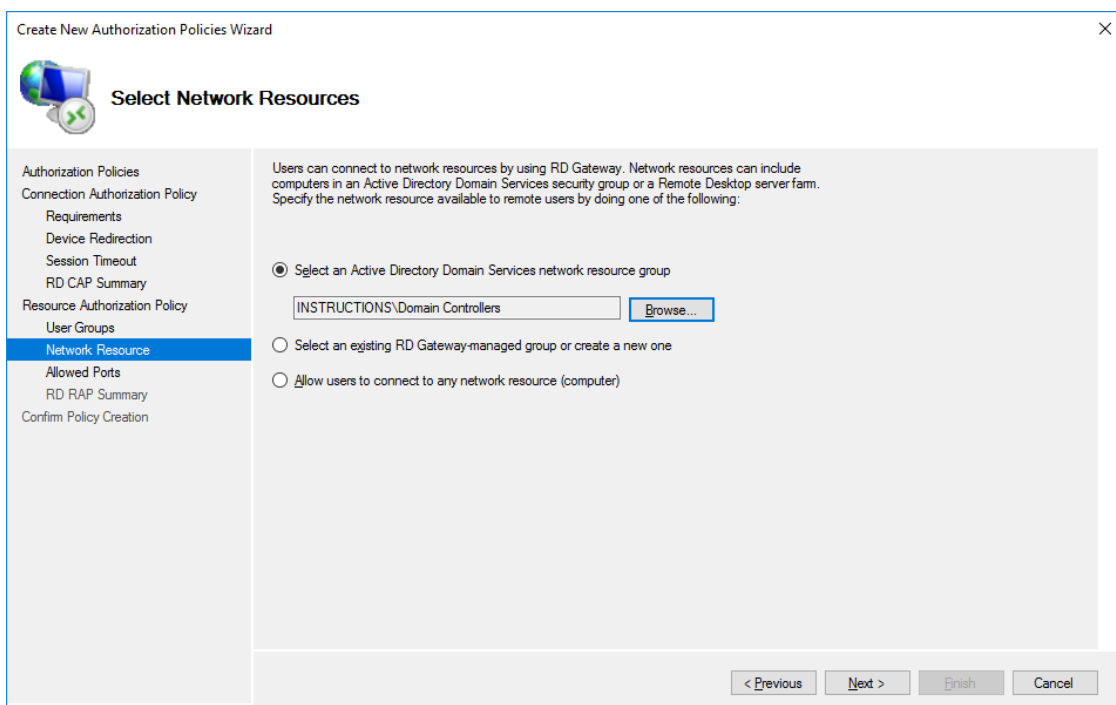 Create New Authorization Policies Wizard
Select Network Resources
Authorization Policies
Connection Authorization Policy
Requirements
Device Redirection
Session Timeout
RD CAP Summary
Resource Authorization Policy
User Groups
Network Resource
Allowed Ports
RD RAP Summary
Confirm Policy Creation
Users can connect to network resources by using RD Gateway. Network resources can include
computers in an Active Directory Domain Services security group or a Remote Desktop server farm.
Specify the network resource available to remote users by doing one of the following:
Select an Active Directory Domain Services network resource group
INSTRUCTIONS\Domain Controllers
Browse...
Select an existing RD Gateway-managed group or create a new one
Allow users to connect to any network resource (computer)
< Previous
Next >
Finish
Cancel